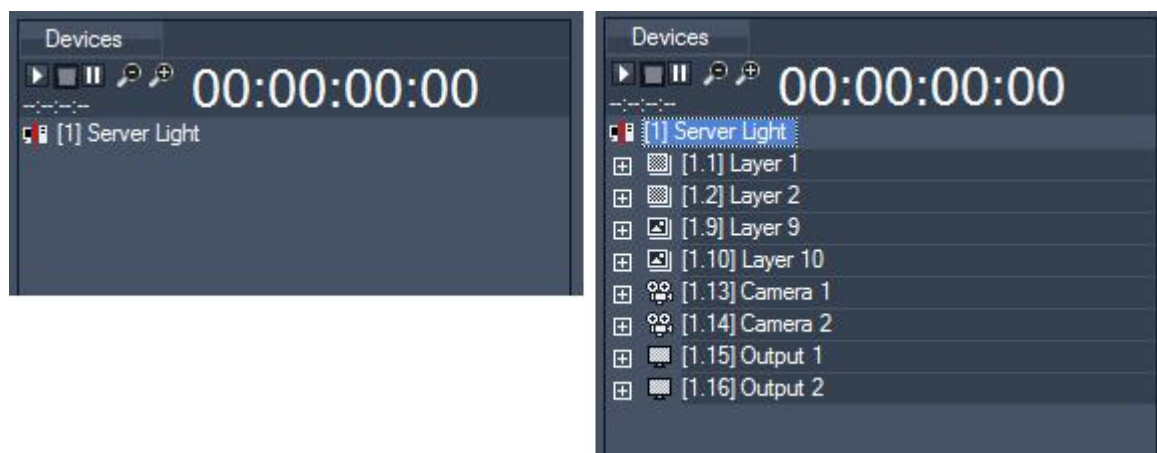 Devices
00:00:00:00
--:--:--:--
[1] Server Light
Devices
00:00:00:00
--:--:--:--
[1] Server Light
[1.1] Layer 1
[1.2] Layer 2
[1.9] Layer 9
[1.10] Layer 10
[1.13] Camera 1
[1.14] Camera 2
[1.15] Output 1
[1.16] Output 2